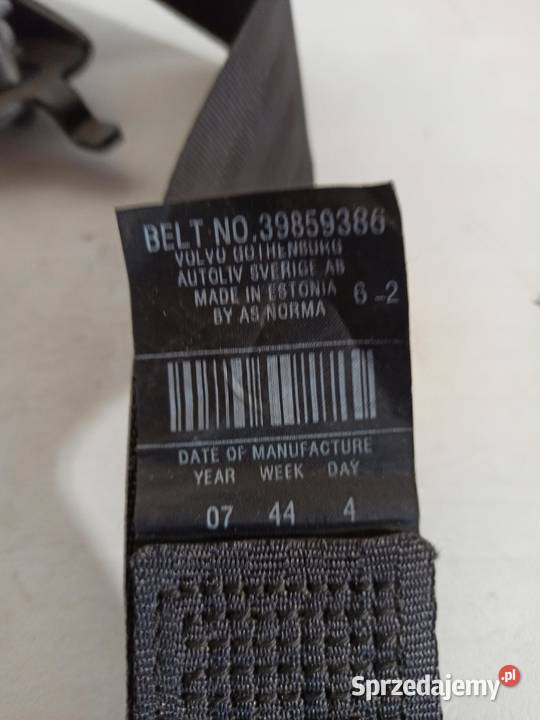 BELT NO.39859386
VOLVO GOTHENBURG
AUTOLIV SVERIGE AB
MADE IN ESTONIA 6-2
BY AS NORMA
DATE OF MANUFACTURE
YEAR WEEK DAY
07 44 4
Sprzedajemy.pl